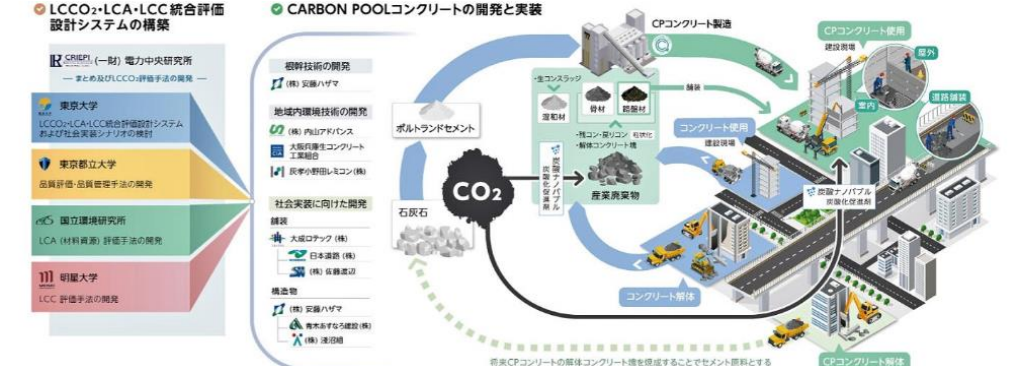 LCCO₂・LCA・LCC 統合評価
設計システムの構築
CRIEPI (一財) 電力中央研究所
まとめ及びLCCO₂評価手法の開発
東京大学
LCCO₂・LCA・LCC統合評価設計システム
および社会実装シナリオの検討
東京都立大学
品質評価・品質管理手法の開発
国立環境研究所
LCA (材料資源) 評価手法の開発
明星大学
LCC 評価手法の開発
CARBON POOLコンクリートの開発と実装
根幹技術の開発
(株) 安藤ハザマ
地域内環境技術の開発
(株) 内山アドバンス
大阪兵庫生コンクリート
工業組合
灰孝小野田レミコン(株)
社会実装に向けた開発
舗装
大成ロテック (株)
日本道路 (株)
(株) 佐藤渡辺
構造物
(株) 安藤ハザマ
青木あすなろ建設(株)
(株) 淺沼組
ポルトランドセメント
石灰石
CO₂
CPコンクリート製造
・生コンスラッジ
混和材
骨材
路盤材
・残コン・戻りコン
粒状化
・解体コンクリート塊
産業廃棄物
炭酸ナノバブル
炭酸化促進剤
舗装
コンクリート使用
建設現場
コンクリート解体
CPコンクリート使用
建設現場
屋外
室内
道路舗装
炭酸ナノバブル
炭酸化促進剤
CPコンクリート解体
将来CPコンリートの解体コンクリート塊を焼成することでセメント原料とする